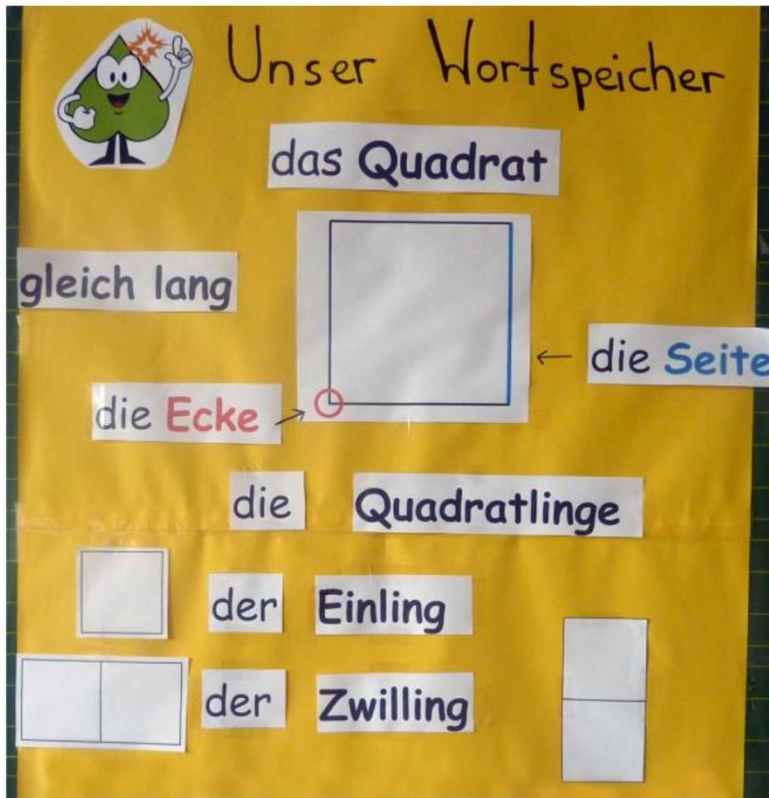 Unser Wortspeicher
das Quadrat
gleich lang
die Seite
die Ecke
die Quadratlinge
der Einling
der Zwilling